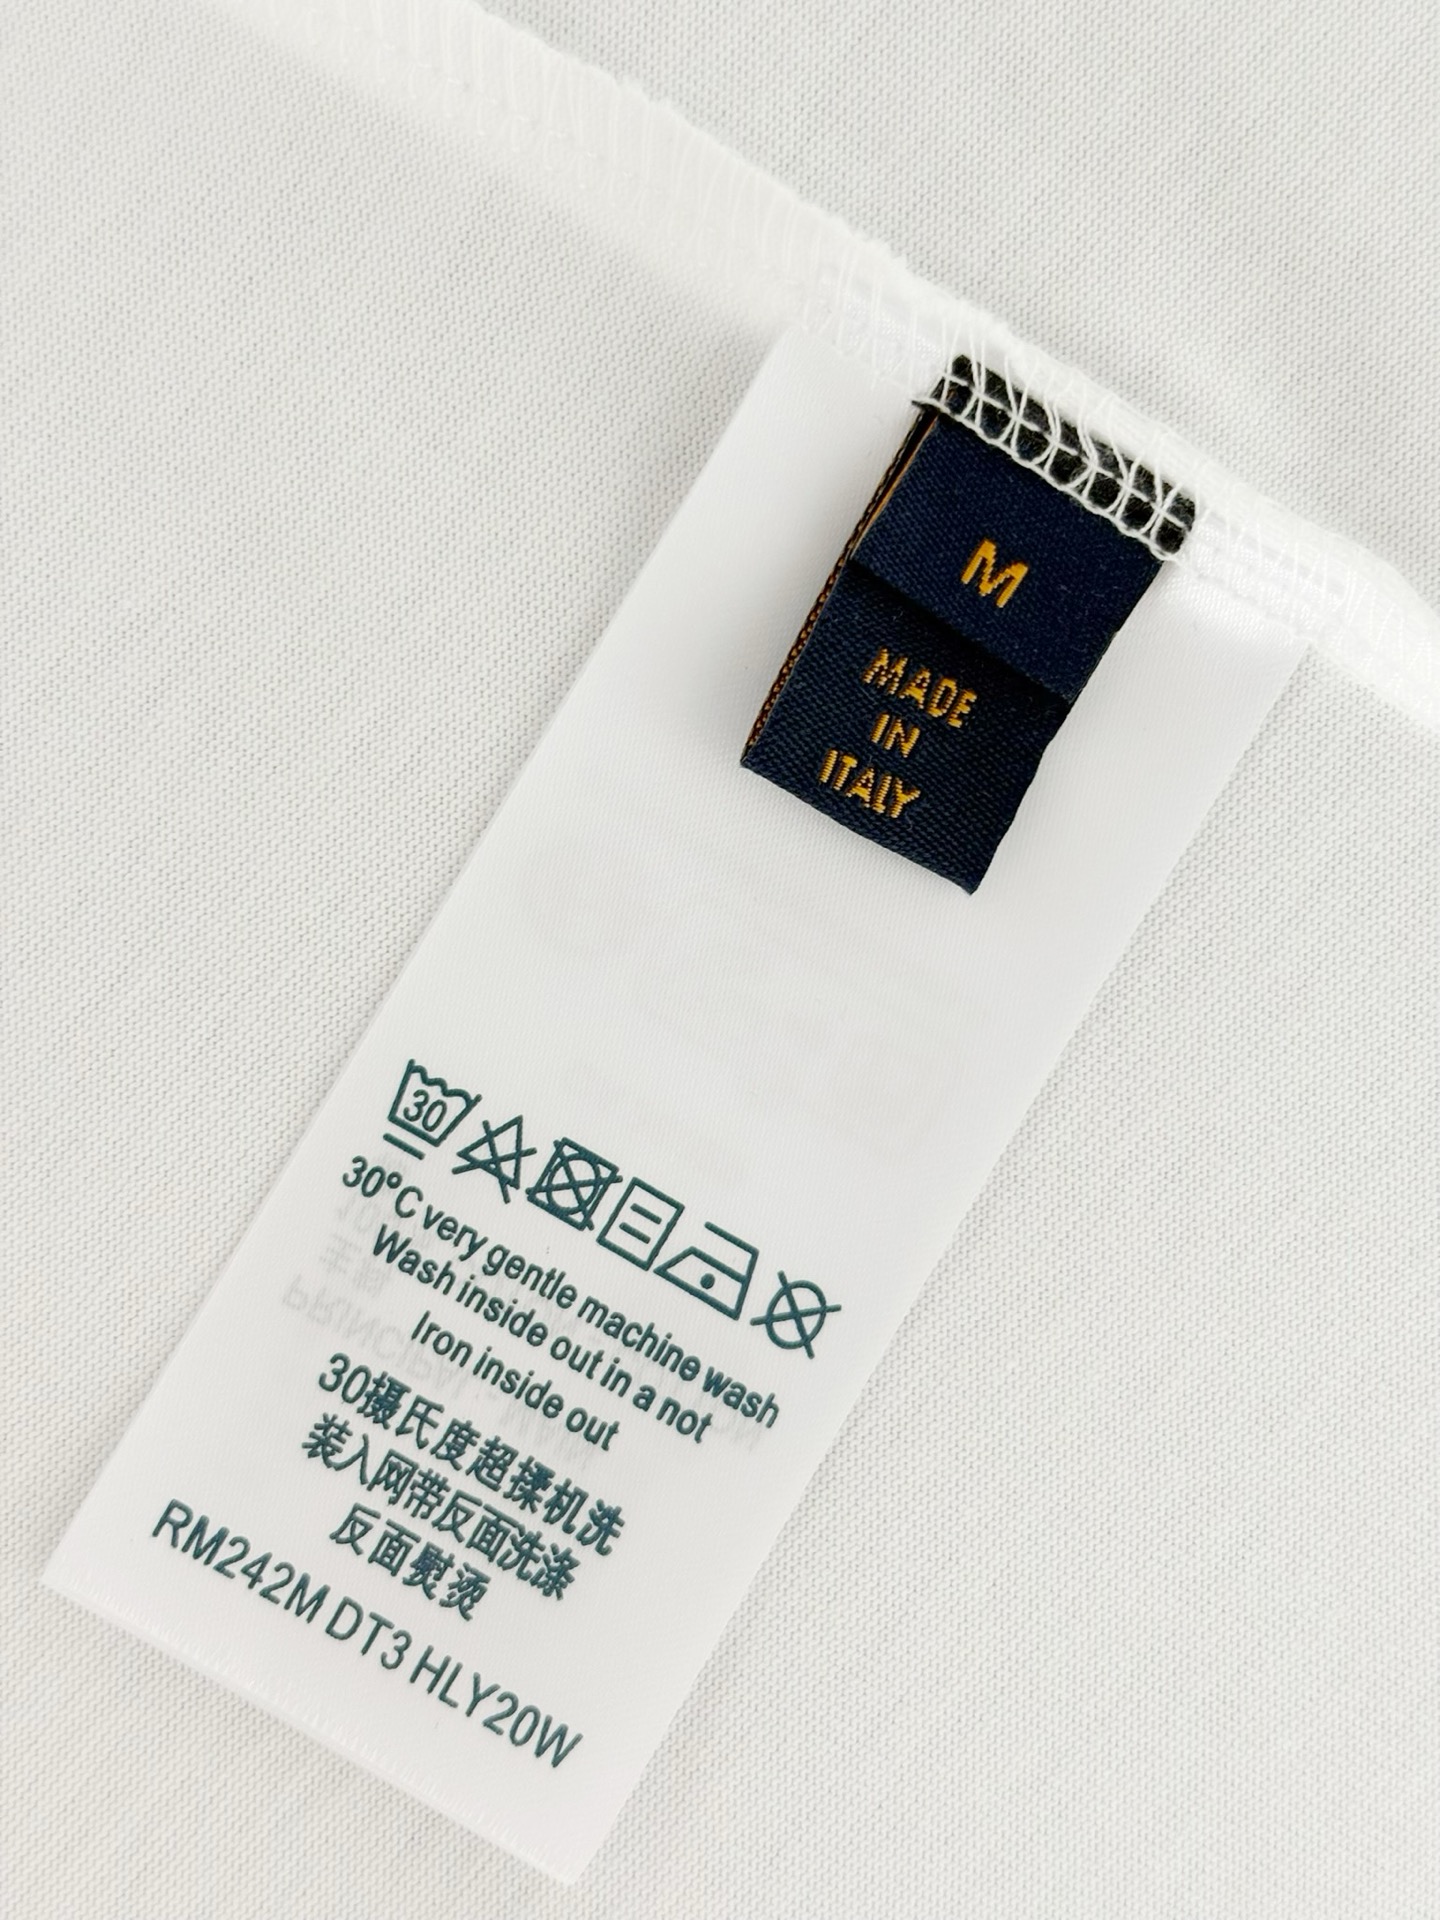 M
MADE
IN
ITALY
30
30°C very gentle machine wash
Wash inside out in a not
Iron inside out
30摄氏度超揉机洗
装入网带反面洗涤
反面熨烫
RM242M DT3 HLY20W